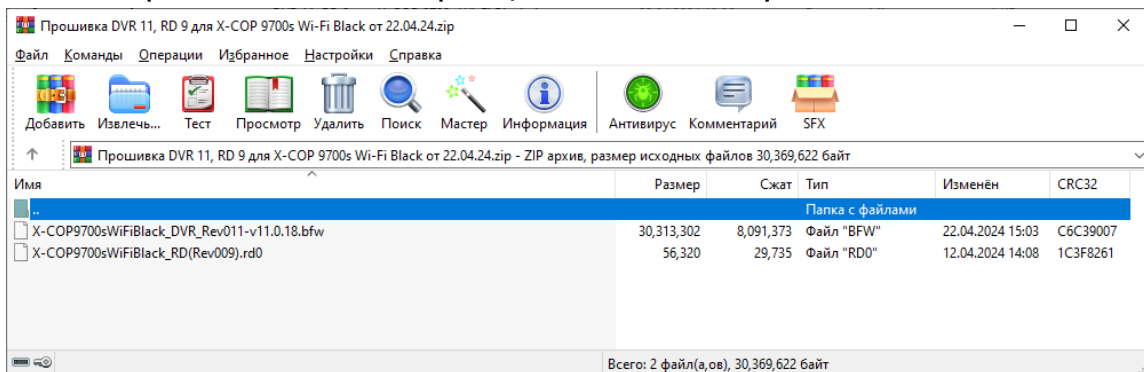 Прошивка DVR 11, RD 9 для X-COP 9700s Wi-Fi Black от 22.04.24.zip
Файл Команды Операции Избранное Настройки Справка
Добавить Извлечь... Тест Просмотр Удалить Поиск Мастер Информация Антивирус Комментарий SFX
Прошивка DVR 11, RD 9 для X-COP 9700s Wi-Fi Black от 22.04.24.zip - ZIP архив, размер исходных файлов 30,369,622 байт
Имя Размер Сжат Тип Изменён CRC32
.. Папка с файлами
X-COP9700sWiFiBlack_DVR_Rev011-v11.0.18.bfw 30,313,302 8,091,373 Файл "BFW" 22.04.2024 15:03 C6C39007
X-COP9700sWiFiBlack_RD(Rev009).rd0 56,320 29,735 Файл "RD0" 12.04.2024 14:08 1C3F8261
Всего: 2 файл(а,ов), 30,369,622 байт